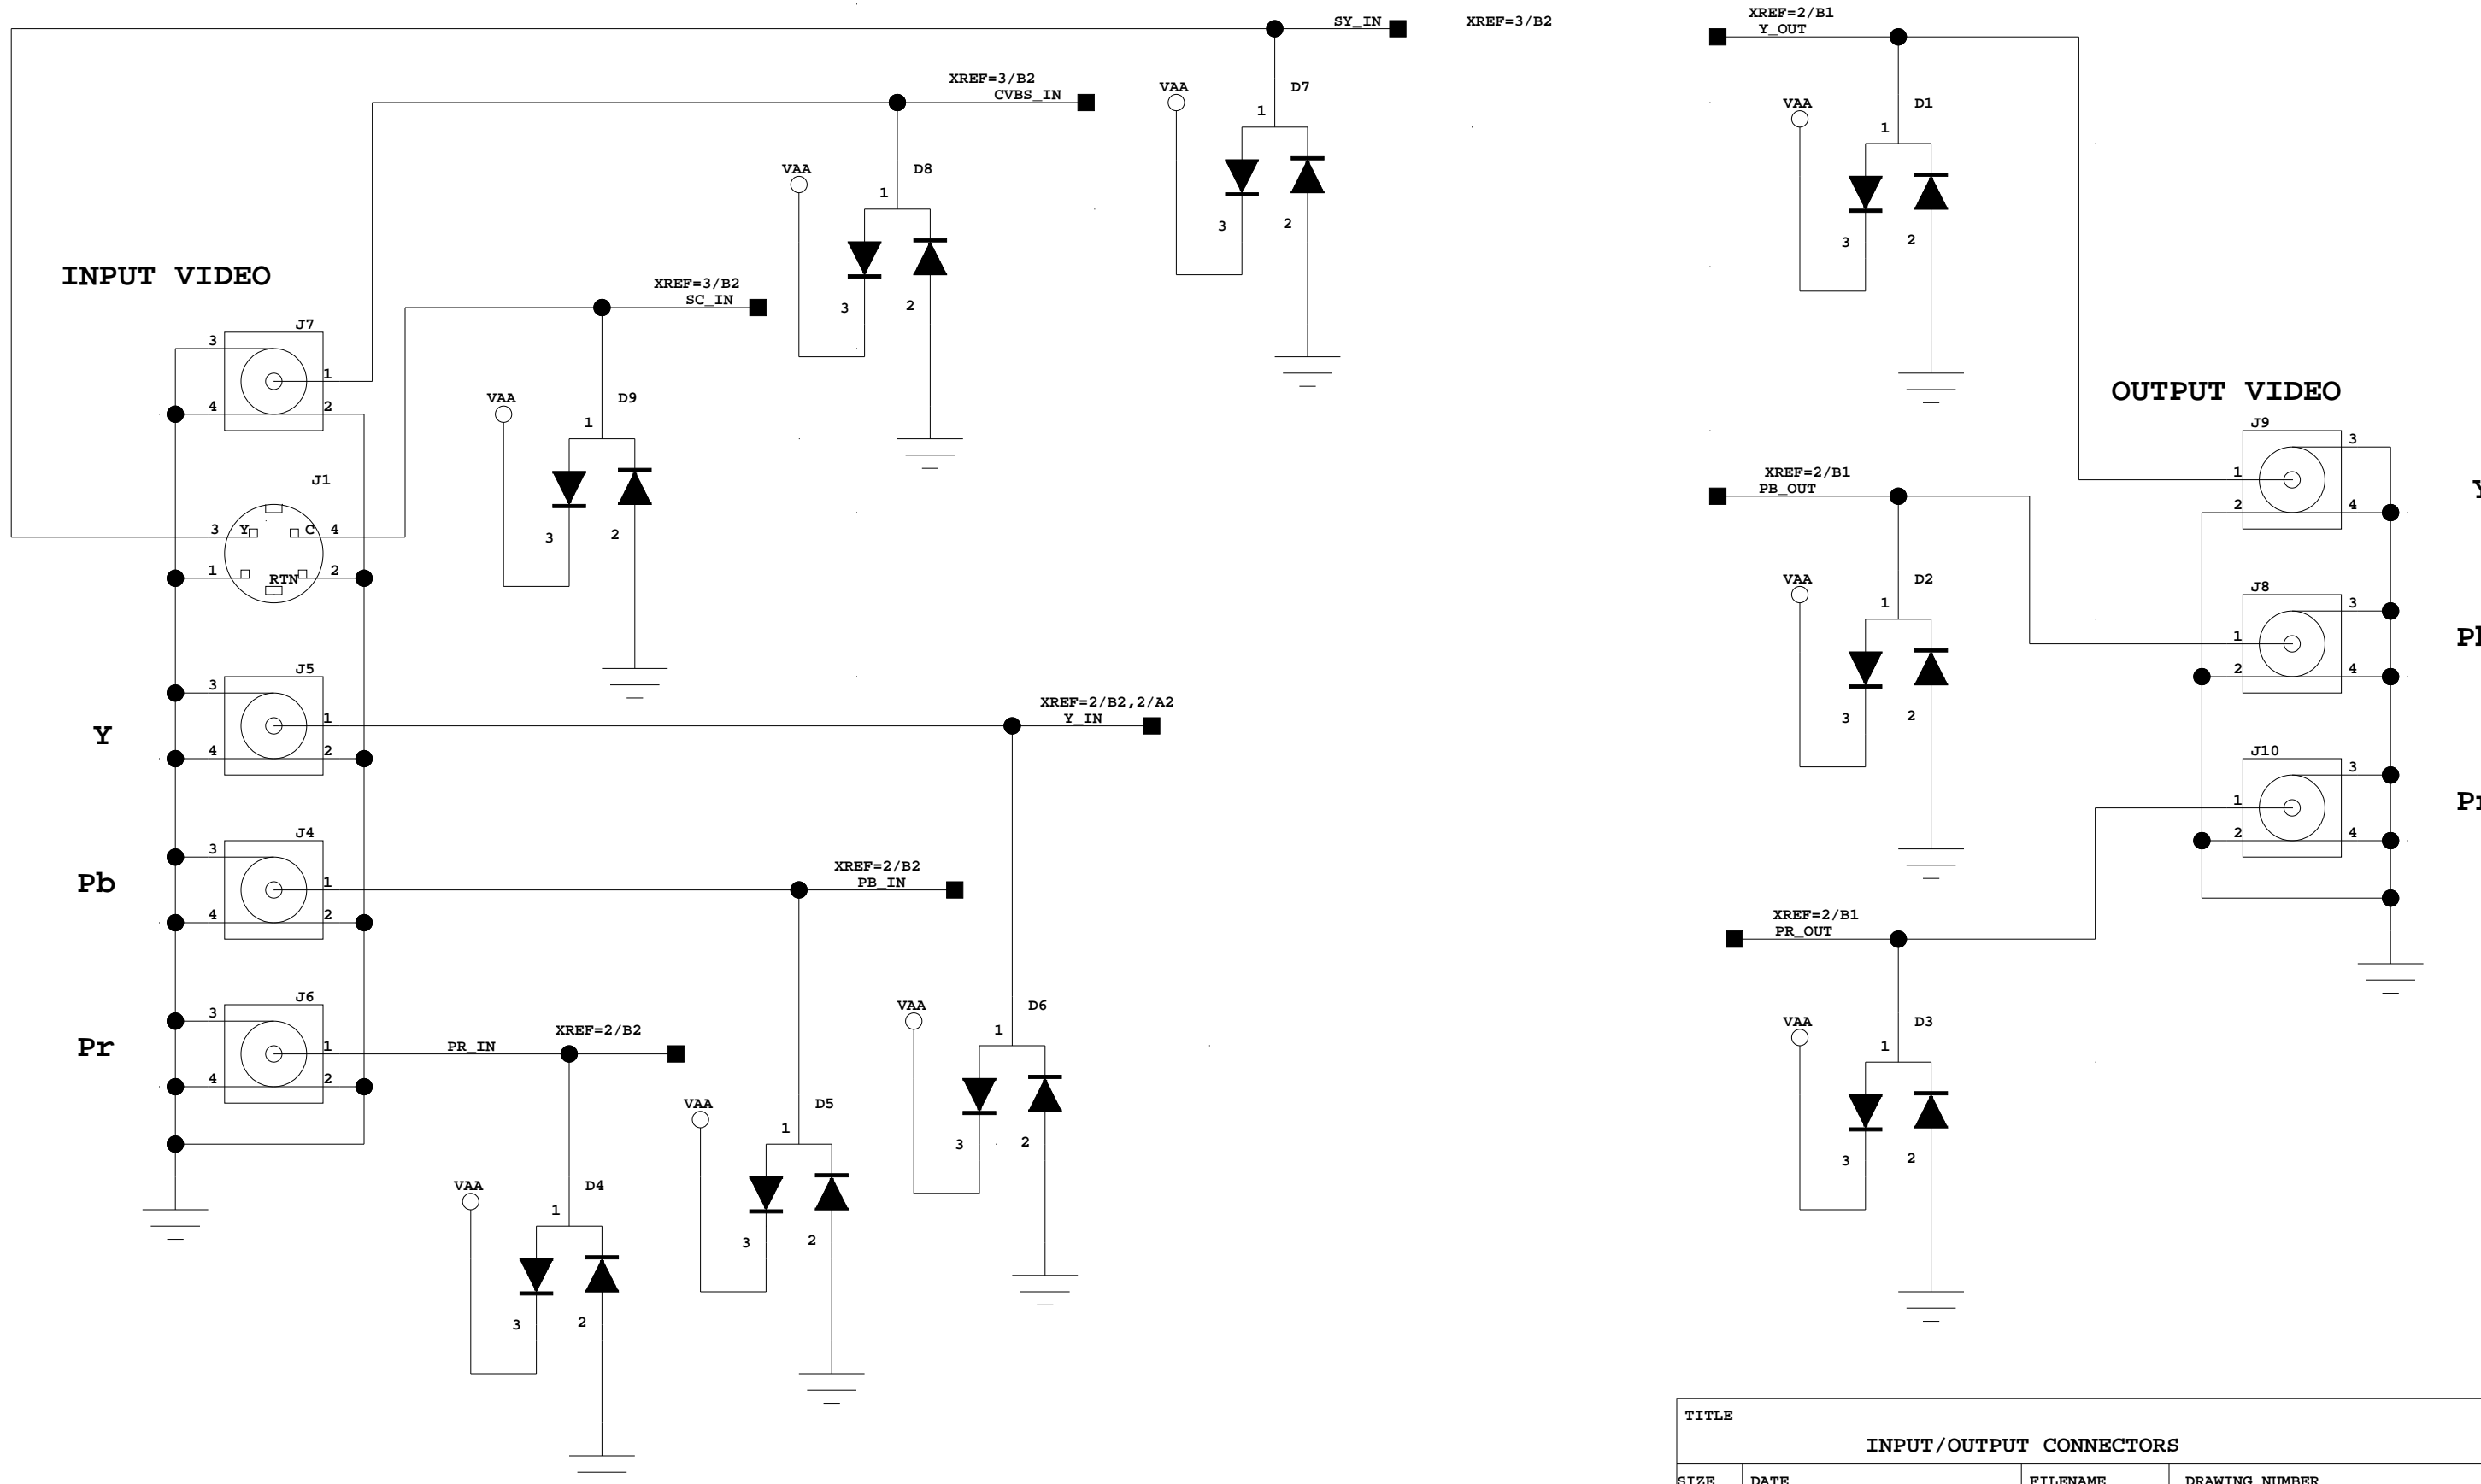 SY_IN
XREF=3/B2
XREF=3/B2
CVBS_IN
VAA
D7
1
3
2
VAA
D8
1
3
2
XREF=3/B2
SC_IN
VAA
D9
1
3
2
INPUT VIDEO
J7
3
1
4
2
J1
3
Y
C
4
1
RTN
2
J5
3
1
Y
4
2
XREF=2/B2,2/A2
Y_IN
J4
3
1
Pb
4
2
XREF=2/B2
PB_IN
J6
3
1
Pr
4
2
PR_IN
XREF=2/B2
VAA
D6
1
3
2
VAA
D5
1
3
2
VAA
D4
1
3
2
XREF=2/B1
Y_OUT
VAA
D1
1
3
2
OUTPUT VIDEO
J9
3
1
2
4
XREF=2/B1
PB_OUT
VAA
D2
1
3
2
J8
3
1
2
4
J10
3
1
2
4
XREF=2/B1
PR_OUT
VAA
D3
1
3
2
TITLE
INPUT/OUTPUT CONNECTORS
SIZE
DATE
FILENAME
DRAWING NUMBER